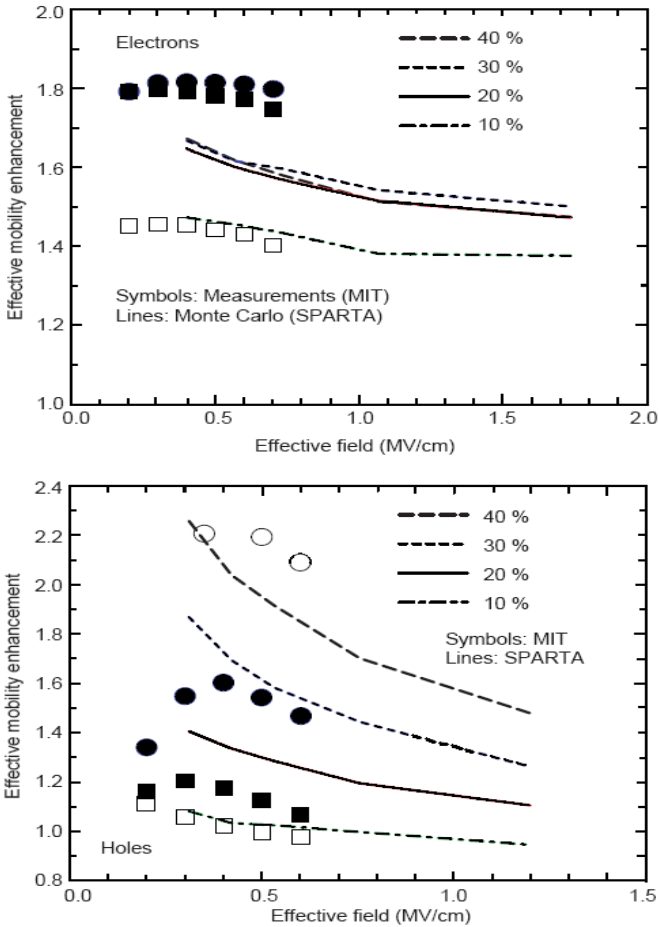 2.0
Electrons
40 %
30 %
20 %
10 %
1.8
1.6
1.4
Symbols: Measurements (MIT)
Lines: Monte Carlo (SPARTA)
1.2
1.0
Effective mobility enhancement
0.0 0.5 1.0 1.5 2.0
Effective field (MV/cm)
2.4
40 %
30 %
20 %
10 %
2.2
2.0
Symbols: MIT
Lines: SPARTA
1.8
1.6
1.4
1.2
1.0
Holes
0.8
Effective mobility enhancement
0.0 0.5 1.0 1.5
Effective field (MV/cm)